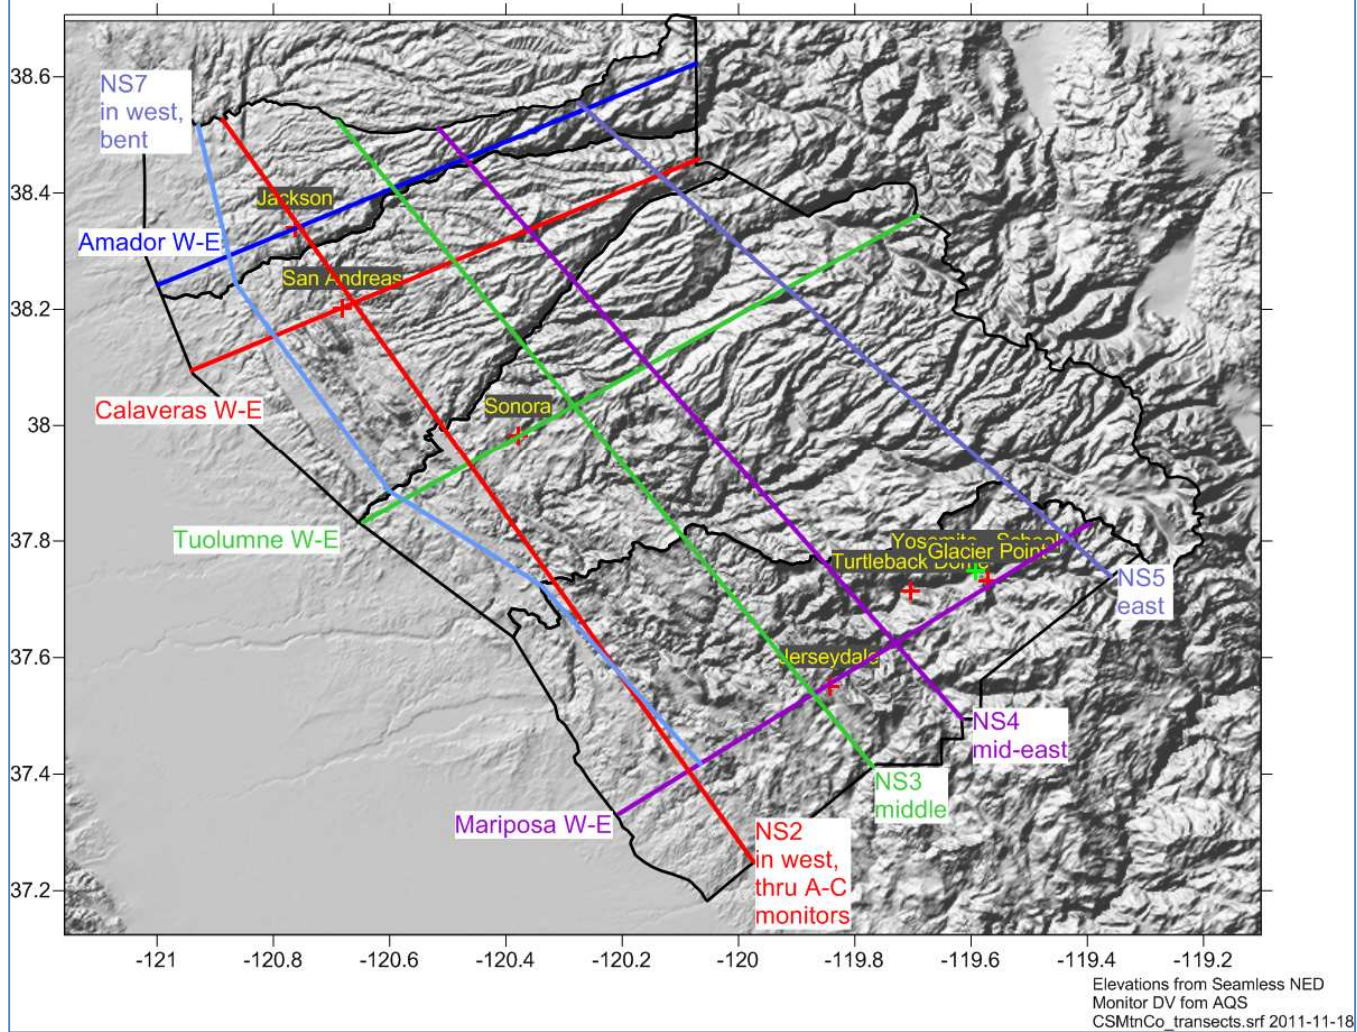 38.6
38.4
38.2
38
37.8
37.6
37.4
37.2
NS7
in west,
bent
Jackson
Amador W-E
San Andreas
Calaveras W-E
Sonora
Tuolumne W-E
Yosemite School
Glacier Point
Turtleback Dome
NS5
east
Jerseydale
NS4
mid-east
NS3
middle
Mariposa W-E
NS2
in west,
thru A-C
monitors
-121
-120.8
-120.6
-120.4
-120.2
-120
-119.8
-119.6
-119.4
-119.2
Elevations from Seamless NED
Monitor DV fom AQS
CSMtnCo_transects.srf 2011-11-18